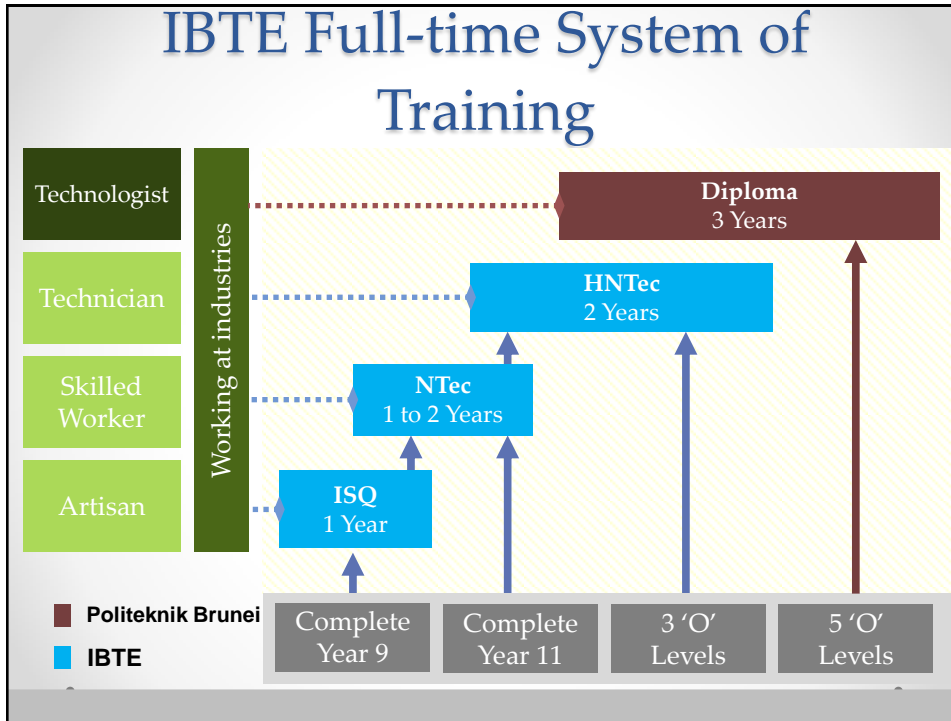 IBTE Full-time System of
Training
Technologist
Technician
Skilled
Worker
Artisan
Working at industries
Diploma
3 Years
HNTec
2 Years
NTec
1 to 2 Years
ISQ
1 Year
Politeknik Brunei
IBTE
Complete
Year 9
Complete
Year 11
3 ‘O’
Levels
5 ‘O’
Levels